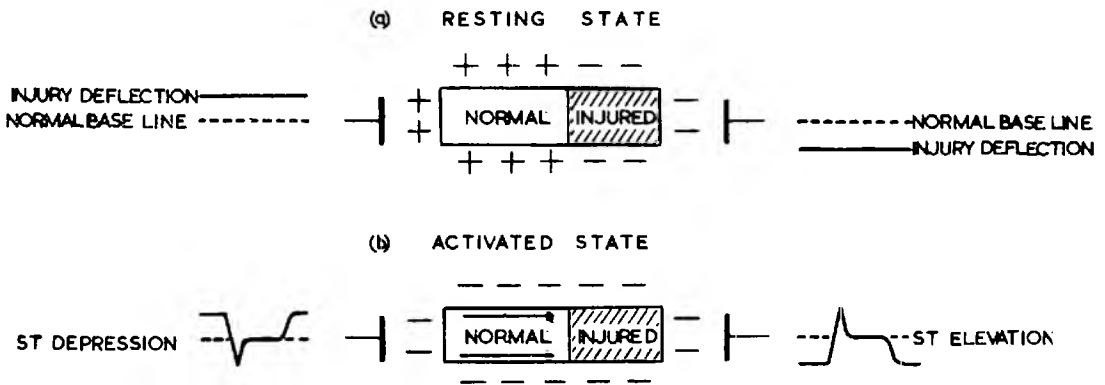 (a) RESTING STATE
+ + + − −
INJURY DEFLECTION
NORMAL BASE LINE
+
+
NORMAL INJURED
−
−
NORMAL BASE LINE
INJURY DEFLECTION
+ + + − −
(b) ACTIVATED STATE
− − − − −
ST DEPRESSION
−
−
NORMAL INJURED
−
−
ST ELEVATION
− − − − −